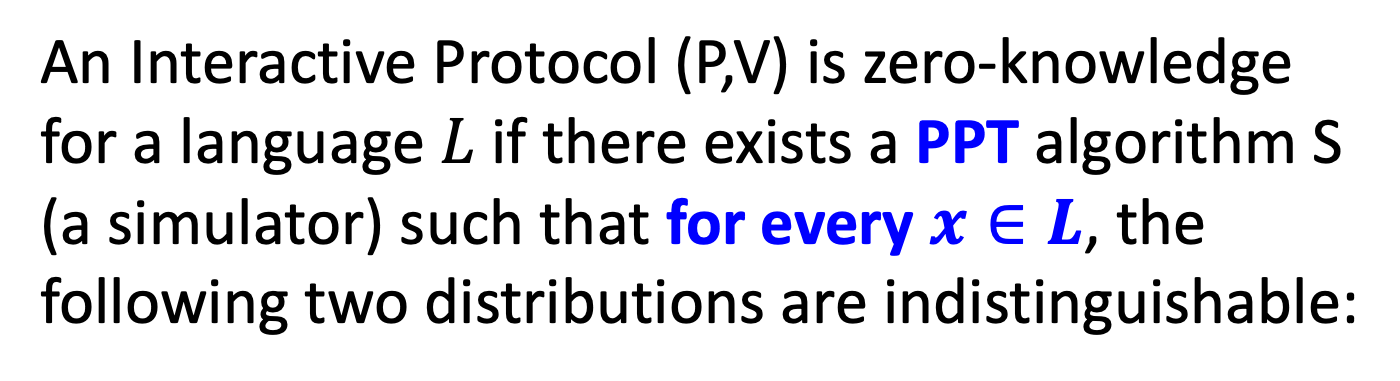 An Interactive Protocol (P,V) is zero-knowledge
for a language L if there exists a PPT algorithm S
(a simulator) such that for every x ∈ L, the
following two distributions are indistinguishable: